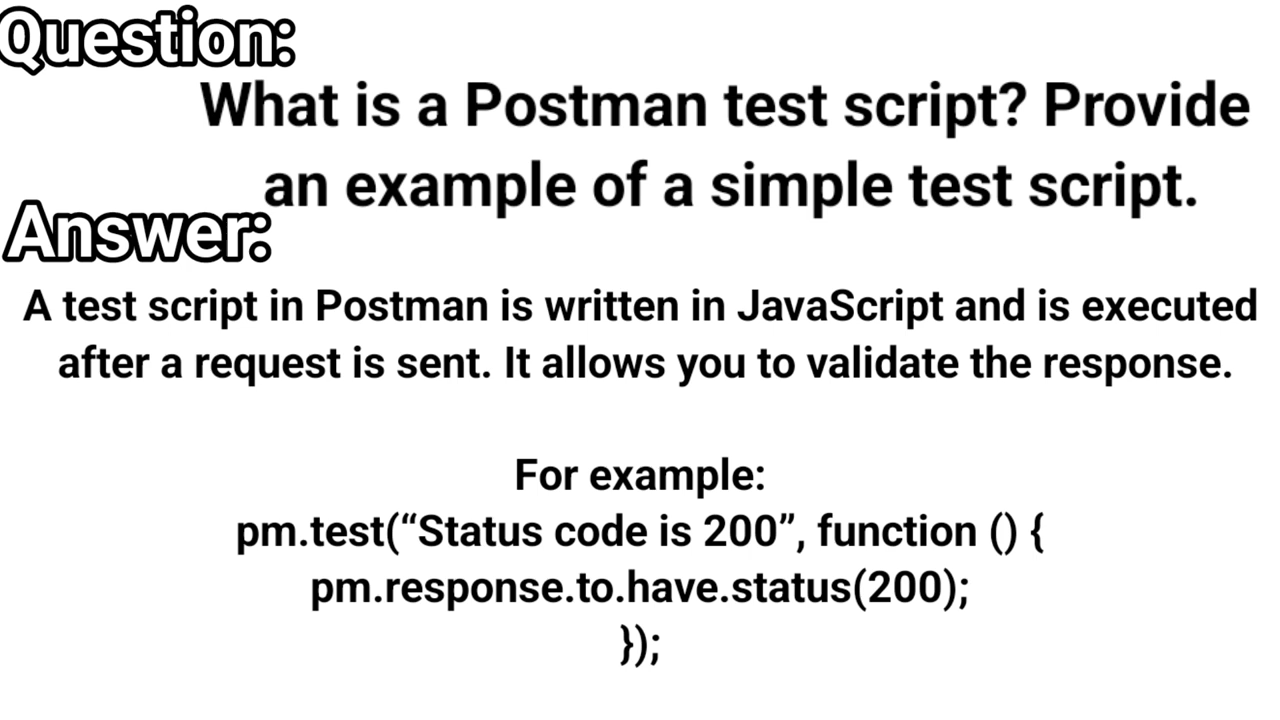 Question:
What is a Postman test script? Provide
an example of a simple test script.
Answer:
A test script in Postman is written in JavaScript and is executed
after a request is sent. It allows you to validate the response.
For example:
pm.test(“Status code is 200”, function () {
pm.response.to.have.status(200);
});